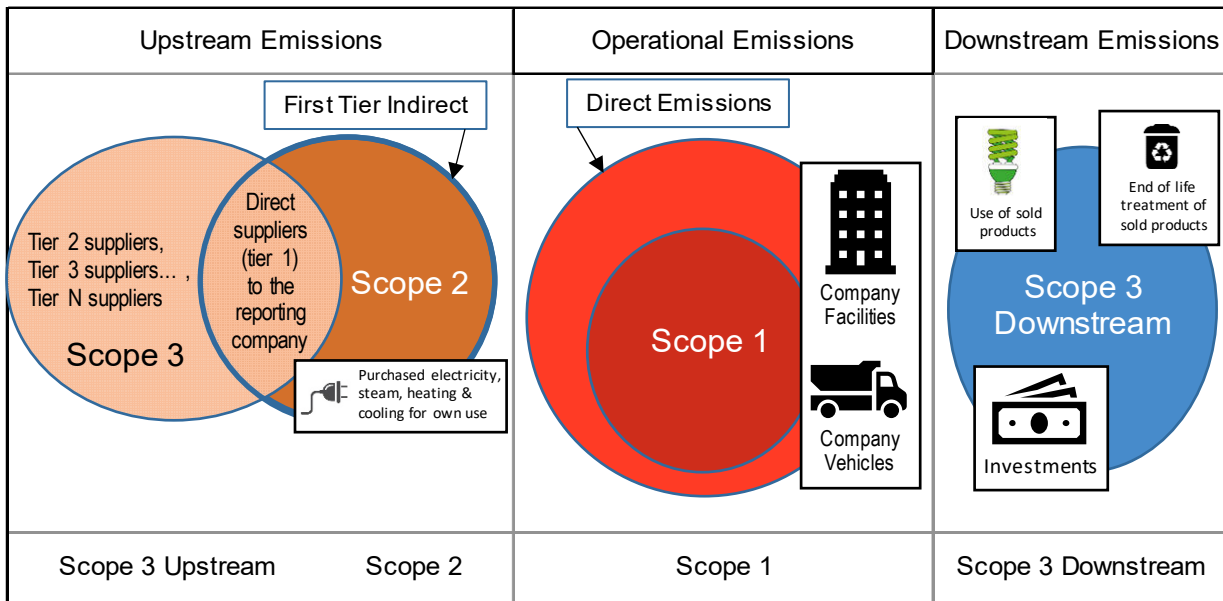 Upstream Emissions
Operational Emissions
Downstream Emissions
First Tier Indirect
Tier 2 suppliers,
Tier 3 suppliers... ,
Tier N suppliers
Scope 3
Direct
suppliers
(tier 1)
to the
reporting
company
Scope 2
Purchased electricity,
steam, heating &
cooling for own use
Direct Emissions
Scope 1
Company
Facilities
Company
Vehicles
Use of sold
products
End of life
treatment of
sold products
Scope 3
Downstream
Investments
Scope 3 Upstream
Scope 2
Scope 1
Scope 3 Downstream